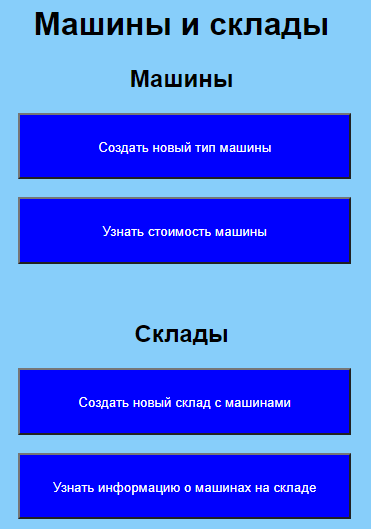 Машины и склады
Машины
Создать новый тип машины
Узнать стоимость машины
Склады
Создать новый склад с машинами
Узнать информацию о машинах на складе